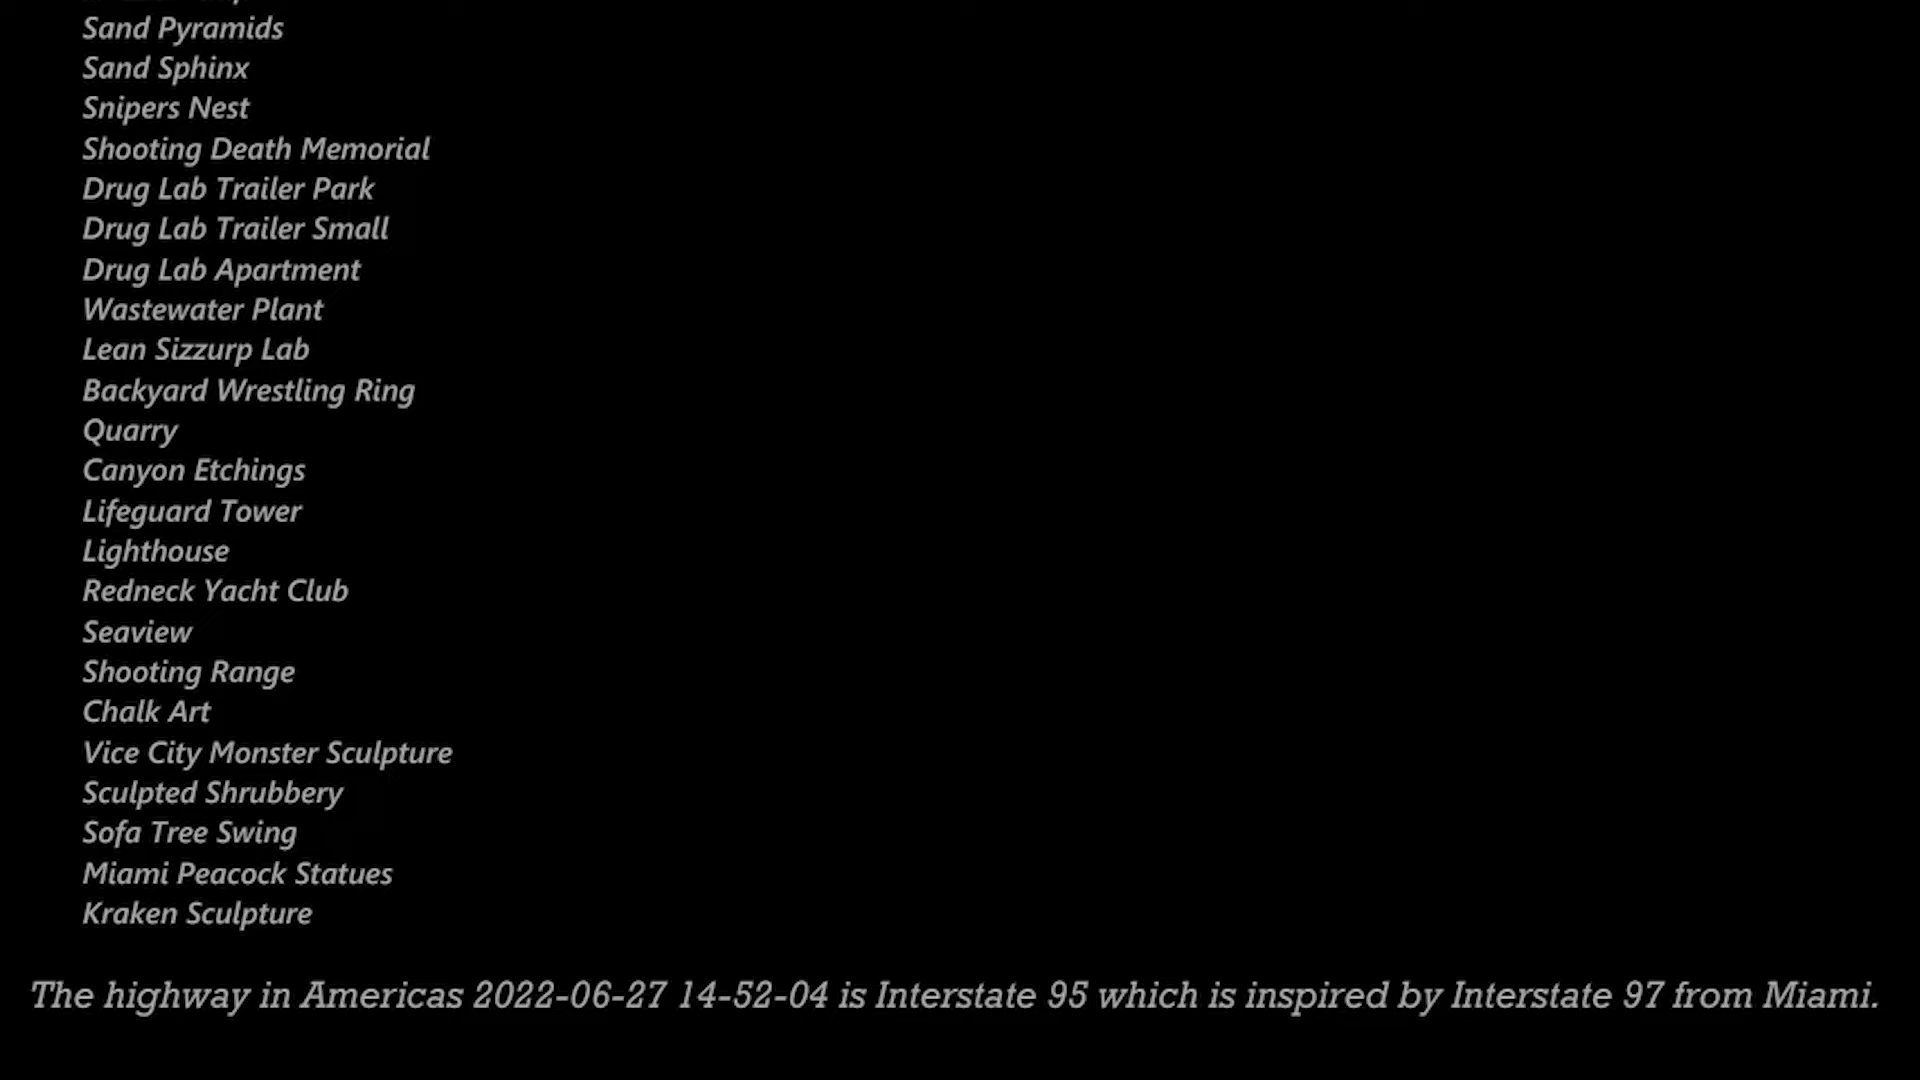 Sand Pyramids
Sand Sphinx
Snipers Nest
Shooting Death Memorial
Drug Lab Trailer Park
Drug Lab Trailer Small
Drug Lab Apartment
Wastewater Plant
Lean Sizzurp Lab
Backyard Wrestling Ring
Quarry
Canyon Etchings
Lifeguard Tower
Lighthouse
Redneck Yacht Club
Seaview
Shooting Range
Chalk Art
Vice City Monster Sculpture
Sculpted Shrubbery
Sofa Tree Swing
Miami Peacock Statues
Kraken Sculpture
The highway in Americas 2022-06-27 14-52-04 is Interstate 95 which is inspired by Interstate 97 from Miami.